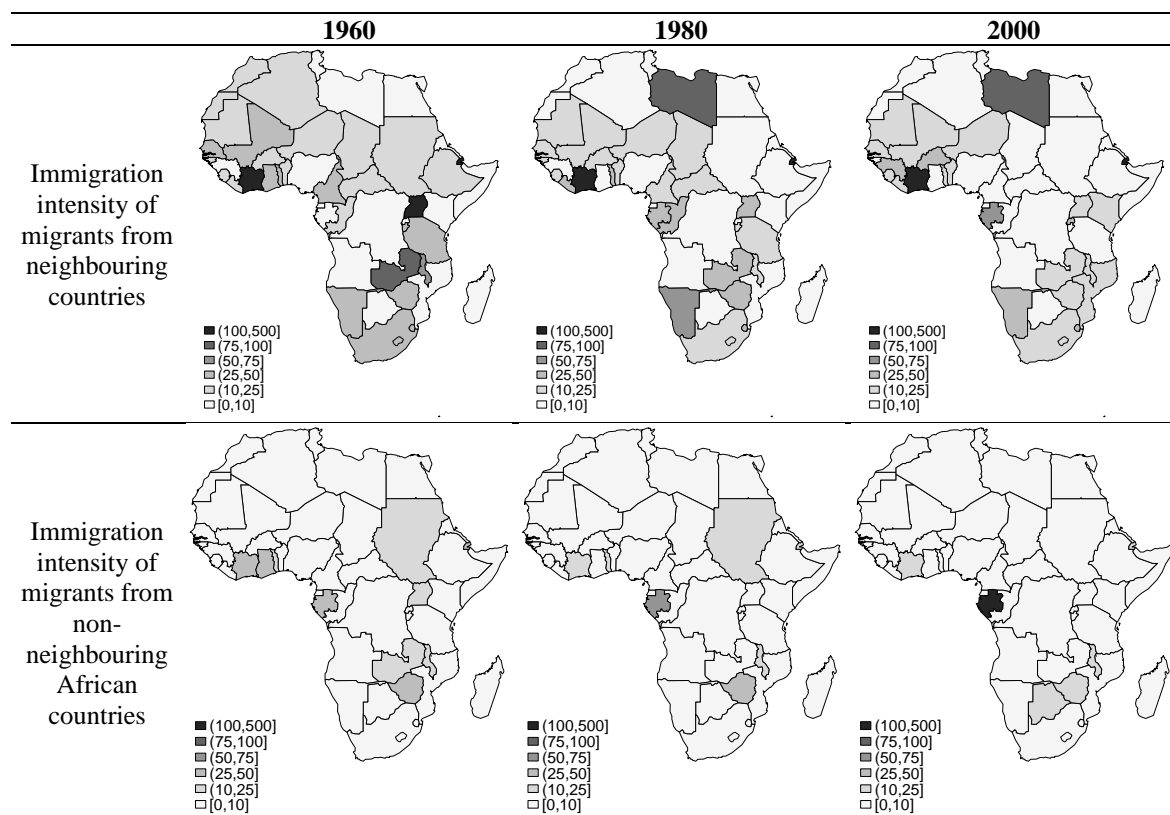 1960 1980 2000
Immigration
intensity of
migrants from
neighbouring
countries
(100,500]
(75,100]
(50,75]
(25,50]
(10,25]
[0,10]
(100,500]
(75,100]
(50,75]
(25,50]
(10,25]
[0,10]
(100,500]
(75,100]
(50,75]
(25,50]
(10,25]
[0,10]
Immigration
intensity of
migrants from
non-
neighbouring
African
countries
(100,500]
(75,100]
(50,75]
(25,50]
(10,25]
[0,10]
(100,500]
(75,100]
(50,75]
(25,50]
(10,25]
[0,10]
(100,500]
(75,100]
(50,75]
(25,50]
(10,25]
[0,10]